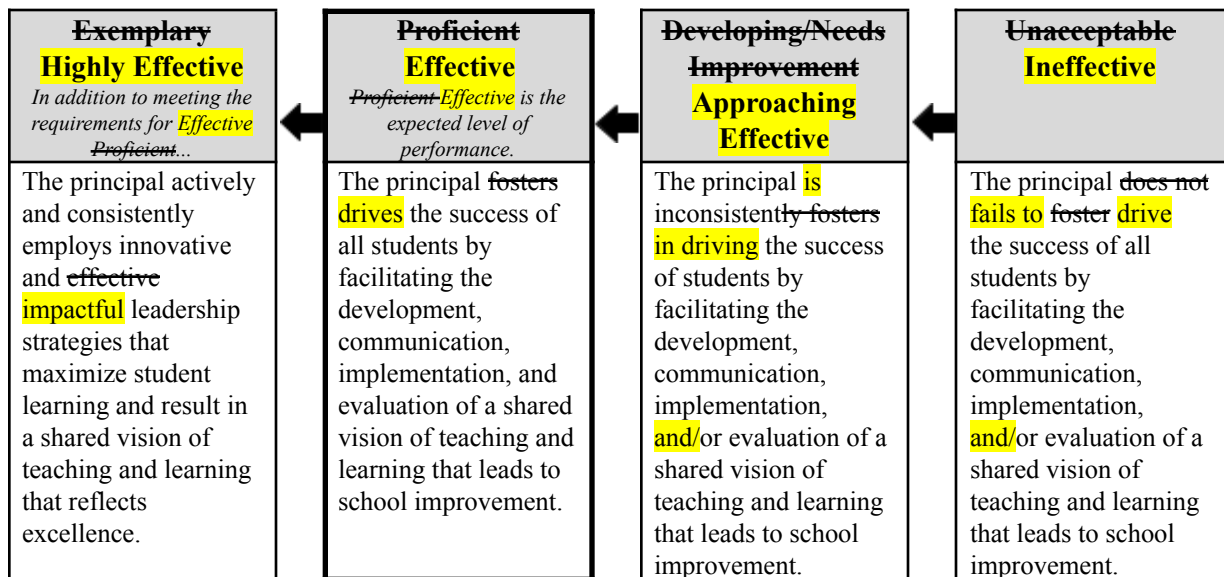 Exemplary
Highly Effective
In addition to meeting the
requirements for Effective
Proficient...
The principal actively
and consistently
employs innovative
and effective
impactful leadership
strategies that
maximize student
learning and result in
a shared vision of
teaching and learning
that reflects
excellence.
Proficient
Effective
Proficient Effective is the
expected level of
performance.
The principal fosters
drives the success of
all students by
facilitating the
development,
communication,
implementation, and
evaluation of a shared
vision of teaching and
learning that leads to
school improvement.
Developing/Needs
Improvement
Approaching
Effective
The principal is
inconsistently fosters
in driving the success
of students by
facilitating the
development,
communication,
implementation,
and/or evaluation of a
shared vision of
teaching and learning
that leads to school
improvement.
Unacceptable
Ineffective
The principal does not
fails to foster drive
the success of all
students by
facilitating the
development,
communication,
implementation,
and/or evaluation of a
shared vision of
teaching and learning
that leads to school
improvement.